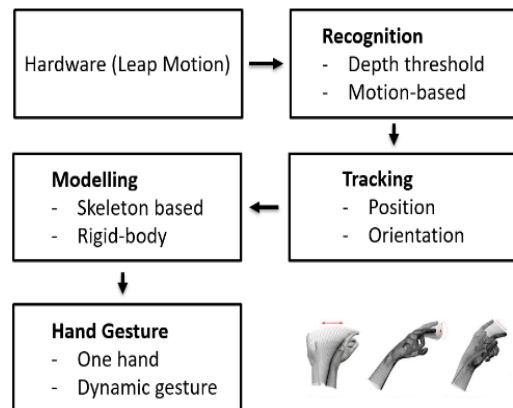 Hardware (Leap Motion)
Recognition
- Depth threshold
- Motion-based
Tracking
- Position
- Orientation
Modelling
- Skeleton based
- Rigid-body
Hand Gesture
- One hand
- Dynamic gesture